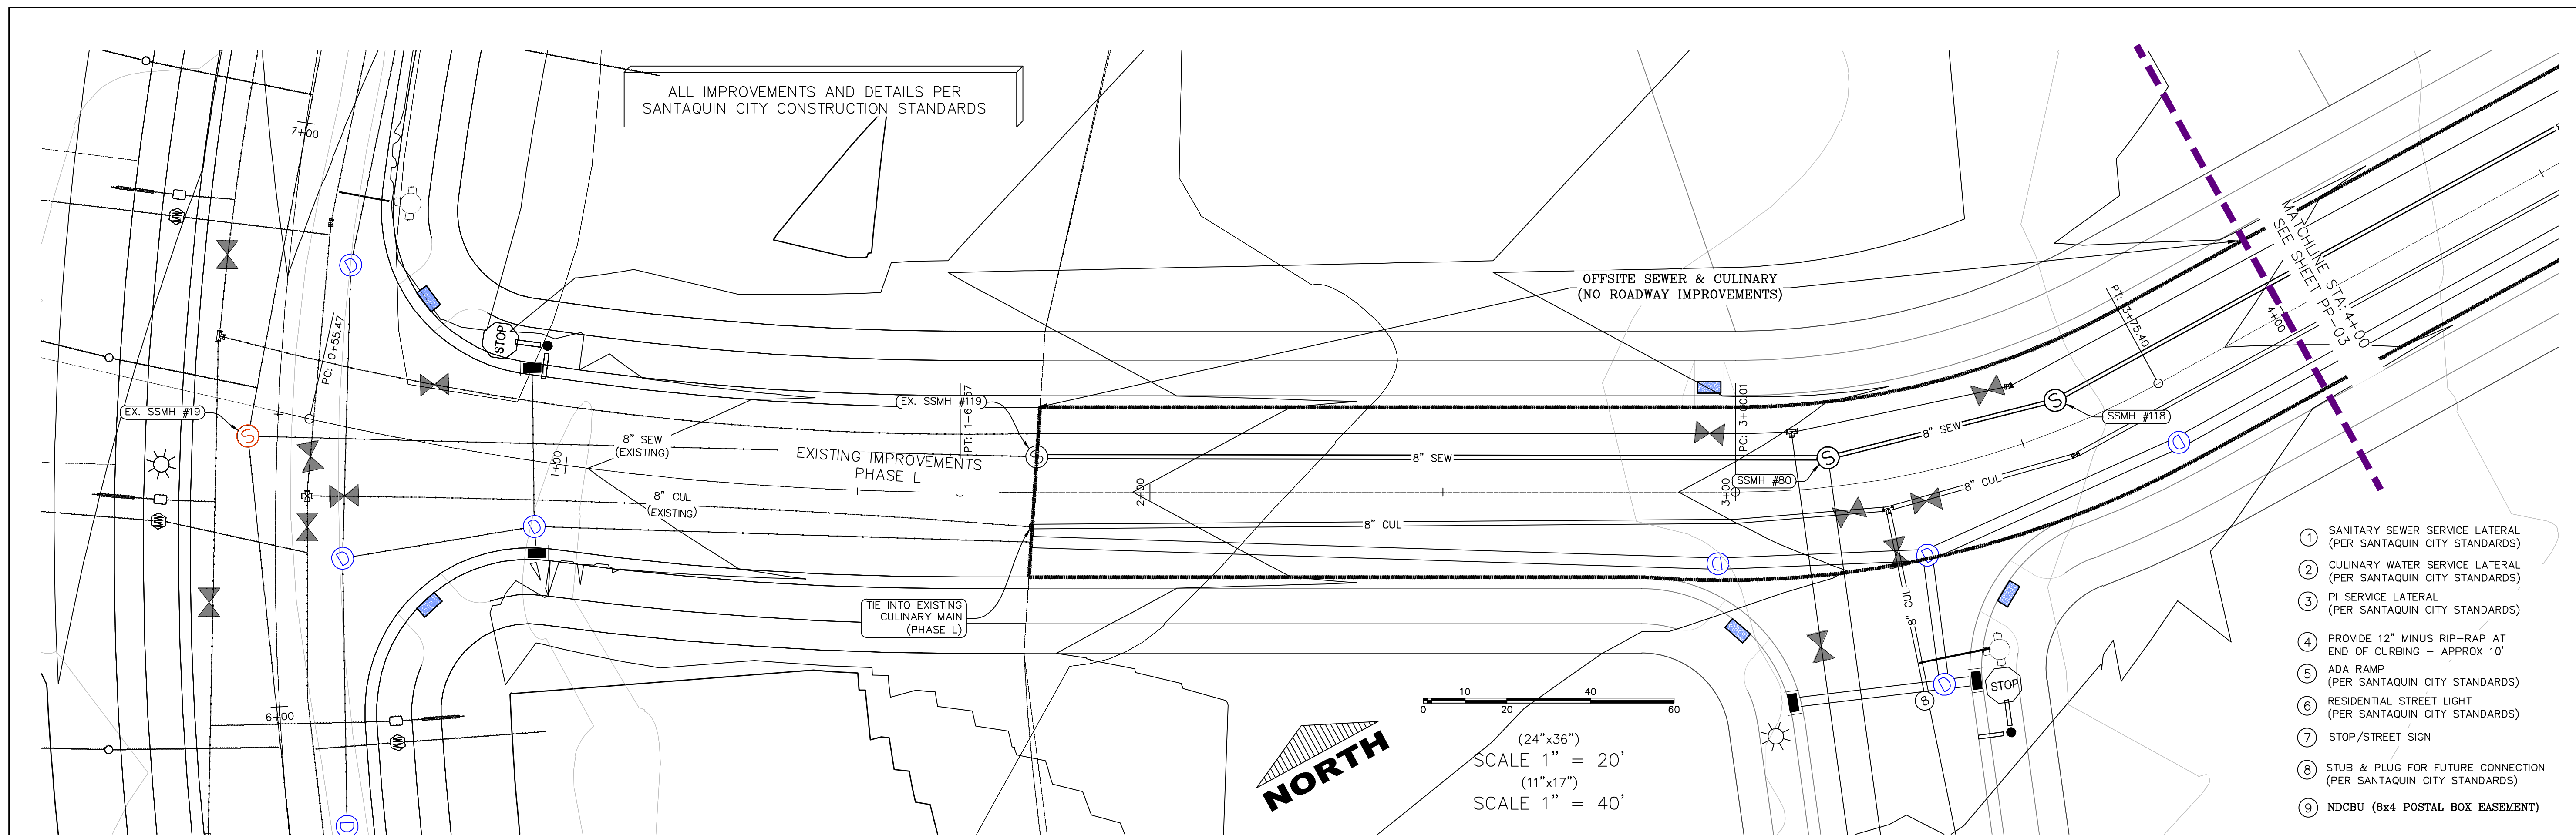 ALL IMPROVEMENTS AND DETAILS PER
SANTAQUIN CITY CONSTRUCTION STANDARDS
7+00
STOP
PC: 0+55.47
EX. SSMH #19
1+00
8" SEW
(EXISTING)
EXISTING IMPROVEMENTS
PHASE L
8" CUL
(EXISTING)
EX. SSMH #119
TIE INTO EXISTING
CULINARY MAIN
(PHASE L)
6+00
2+00
8" SEW
8" CUL
OFFSITE SEWER & CULINARY
(NO ROADWAY IMPROVEMENTS)
PC: 3+00.01
3+00
SSMH #80
8" SEW
8" CUL
8" CUL
SSMH #118
PT: 3+75.40
4+00
MATCHLINE STA: 4+00
SEE SHEET PP-03
8
STOP
S
S
S
S
D
D
D
D
D
D
D
D
WM
WM
WM
10 40
0 20 60
NORTH
(24"x36")
SCALE 1" = 20'
(11"x17")
SCALE 1" = 40'
1 SANITARY SEWER SERVICE LATERAL
(PER SANTAQUIN CITY STANDARDS)
2 CULINARY WATER SERVICE LATERAL
(PER SANTAQUIN CITY STANDARDS)
3 PI SERVICE LATERAL
(PER SANTAQUIN CITY STANDARDS)
4 PROVIDE 12" MINUS RIP-RAP AT
END OF CURBING - APPROX 10'
5 ADA RAMP
(PER SANTAQUIN CITY STANDARDS)
6 RESIDENTIAL STREET LIGHT
(PER SANTAQUIN CITY STANDARDS)
7 STOP/STREET SIGN
8 STUB & PLUG FOR FUTURE CONNECTION
(PER SANTAQUIN CITY STANDARDS)
9 NDCBU (8x4 POSTAL BOX EASEMENT)